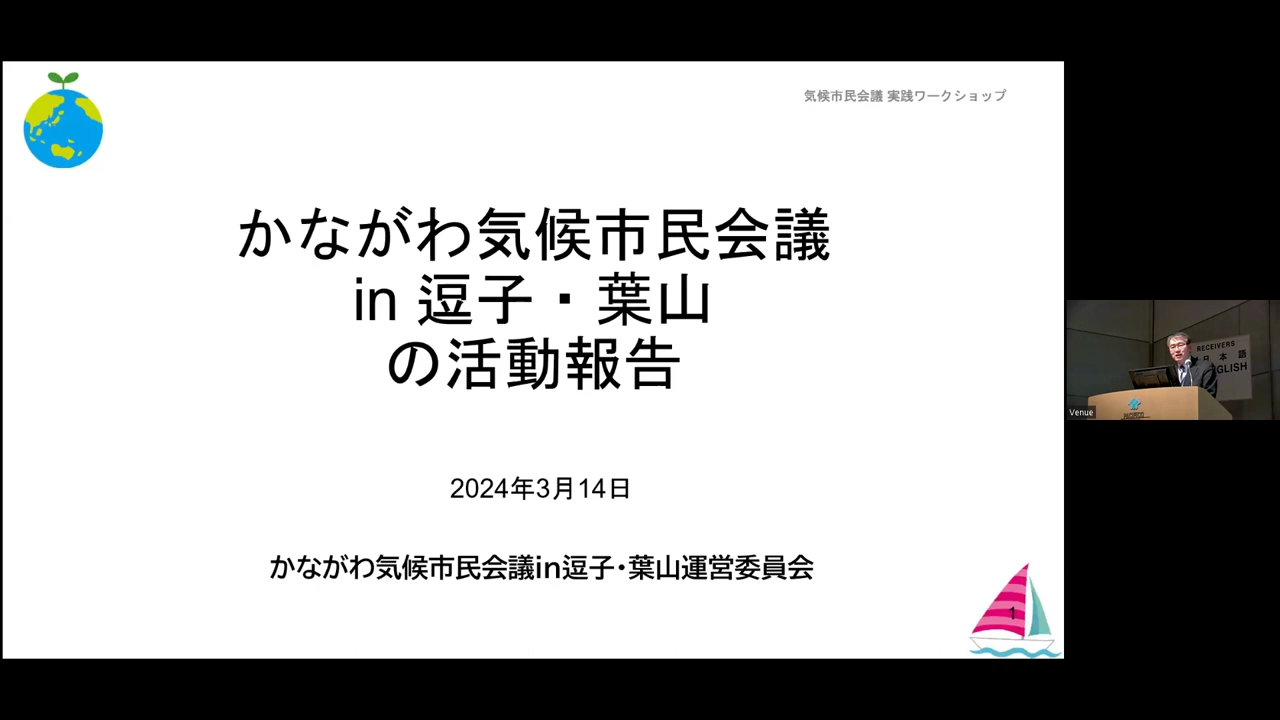 気候市民会議 実践ワークショップ
かながわ気候市民会議
in 逗子・葉山
の活動報告
2024年3月14日
かながわ気候市民会議in逗子・葉山運営委員会
1
RECEIVERS
日本語
GLISH
Venue
PACIFICO